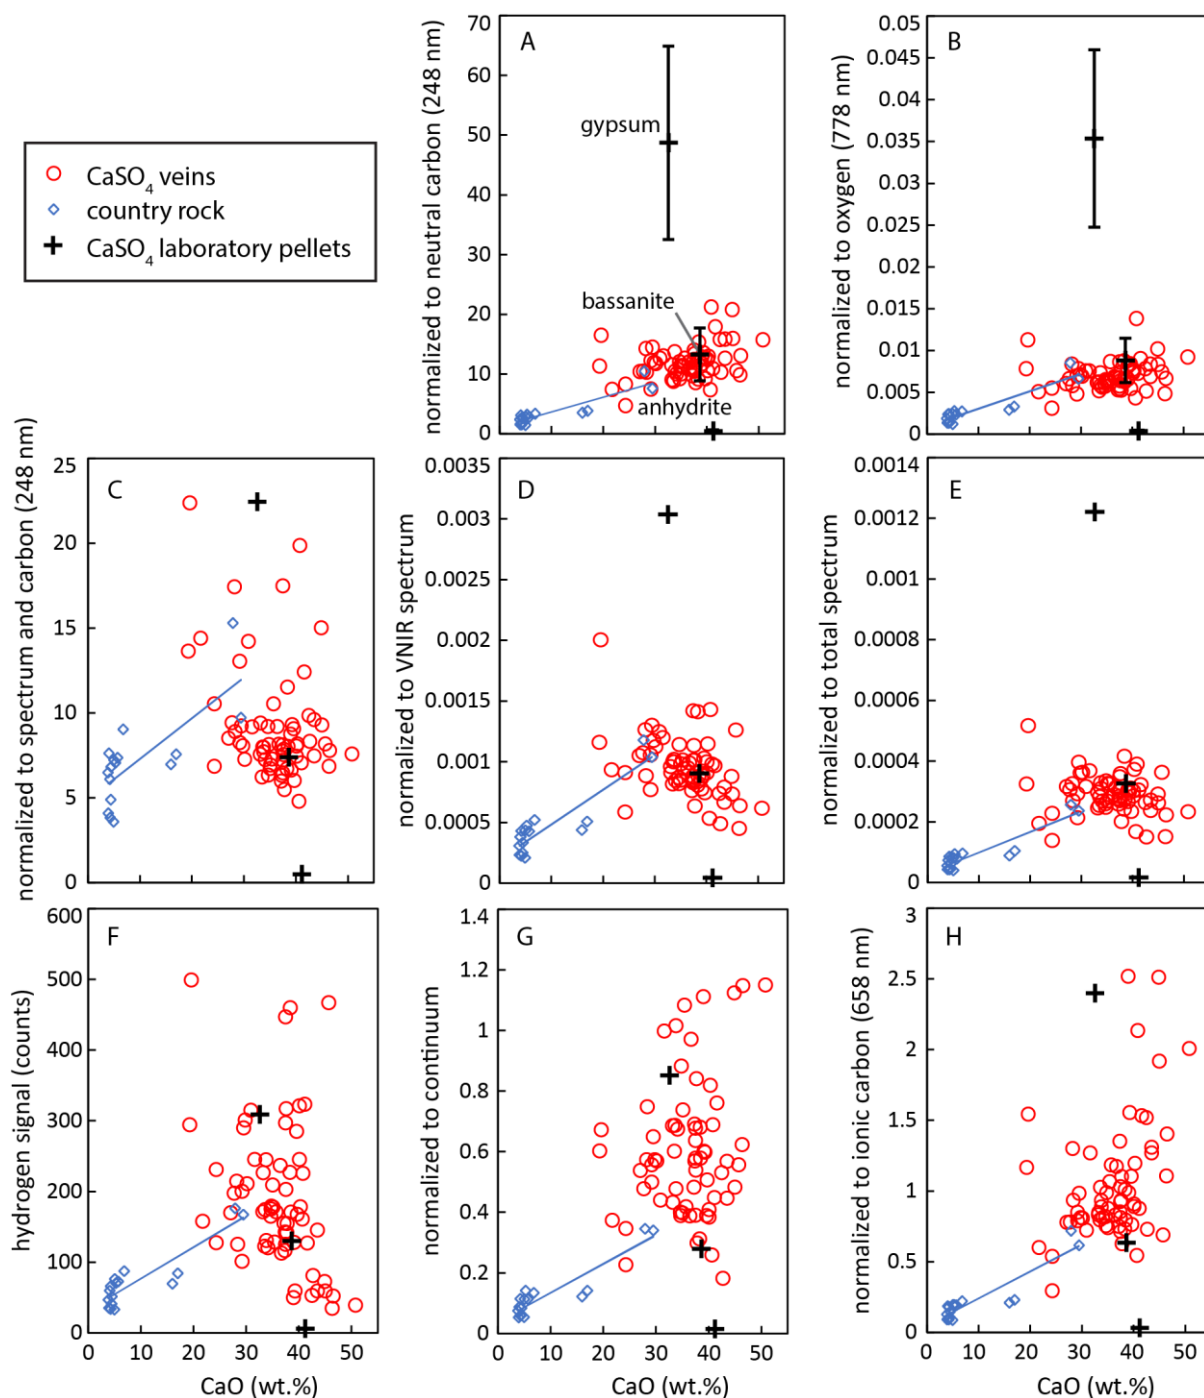 CaSO4 veins
country rock
CaSO4 laboratory pellets
normalized to neutral carbon (248 nm)
70
60
50
40
30
20
10
0
A
gypsum
bassanite
anhydrite
normalized to oxygen (778 nm)
0.05
0.045
0.04
0.035
0.03
0.025
0.02
0.015
0.01
0.005
0
B
normalized to spectrum and carbon (248 nm)
25
20
15
10
5
0
C
normalized to VNIR spectrum
0.0035
0.003
0.0025
0.002
0.0015
0.001
0.0005
0
D
normalized to total spectrum
0.0014
0.0012
0.001
0.0008
0.0006
0.0004
0.0002
0
E
hydrogen signal (counts)
600
500
400
300
200
100
0
F
0 10 20 30 40 50
CaO (wt.%)
normalized to continuum
1.4
1.2
1
0.8
0.6
0.4
0.2
0
G
0 10 20 30 40 50
CaO (wt.%)
normalized to ionic carbon (658 nm)
3
2.5
2
1.5
1
0.5
0
H
0 10 20 30 40 50
CaO (wt.%)